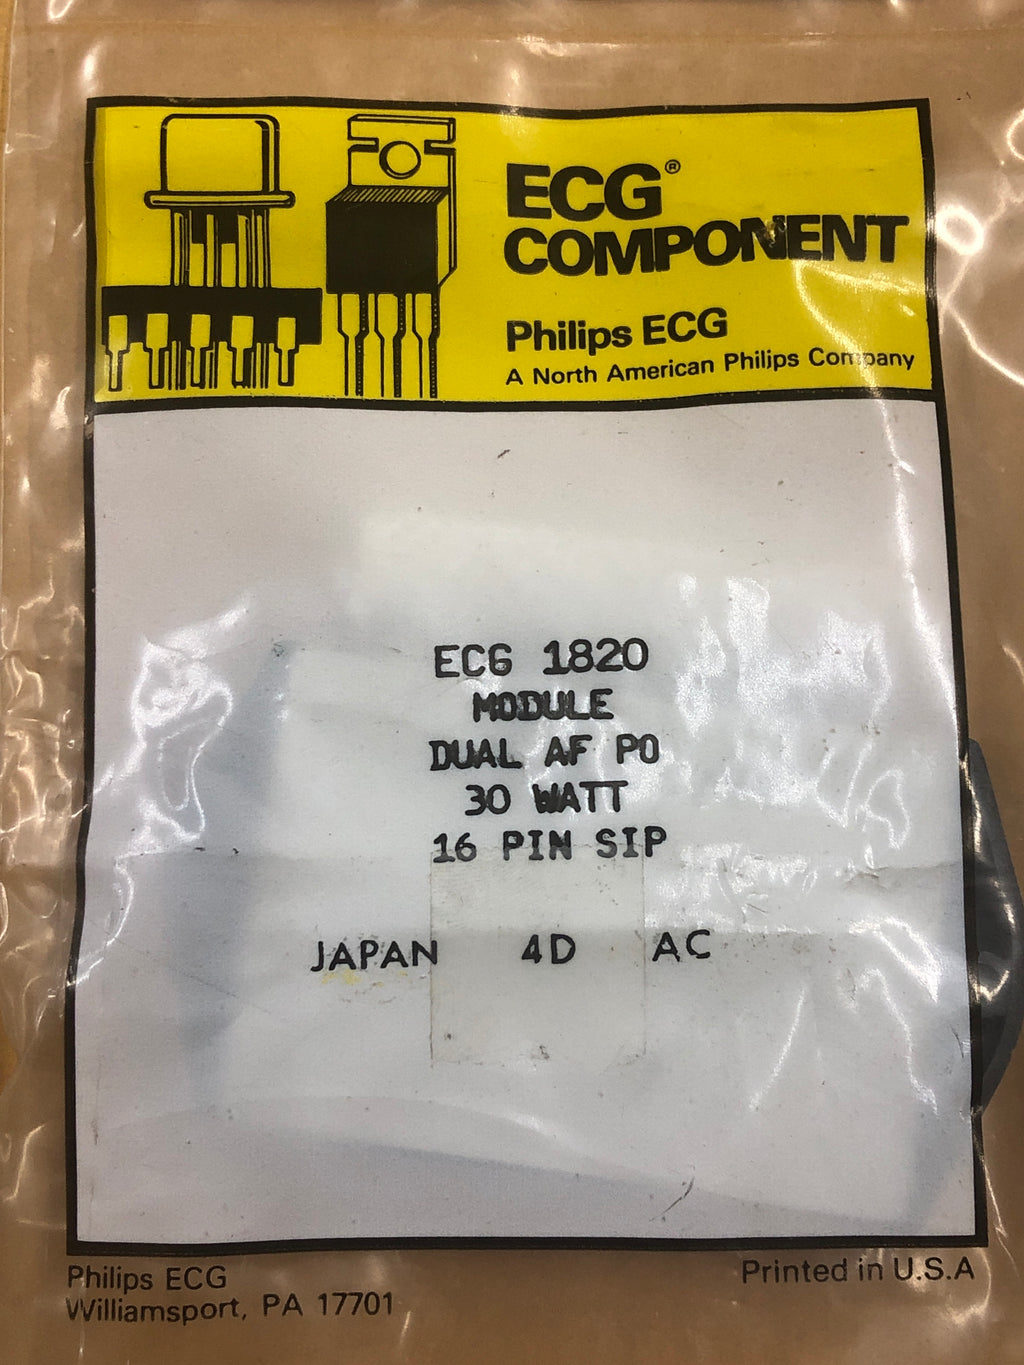 ECG®
COMPONENT
Philips ECG
A North American Philips Company
ECG 1820
MODULE
DUAL AF PO
30 WATT
16 PIN SIP
JAPAN 4D AC
Philips ECG
Williamsport, PA 17701
Printed in U.S.A